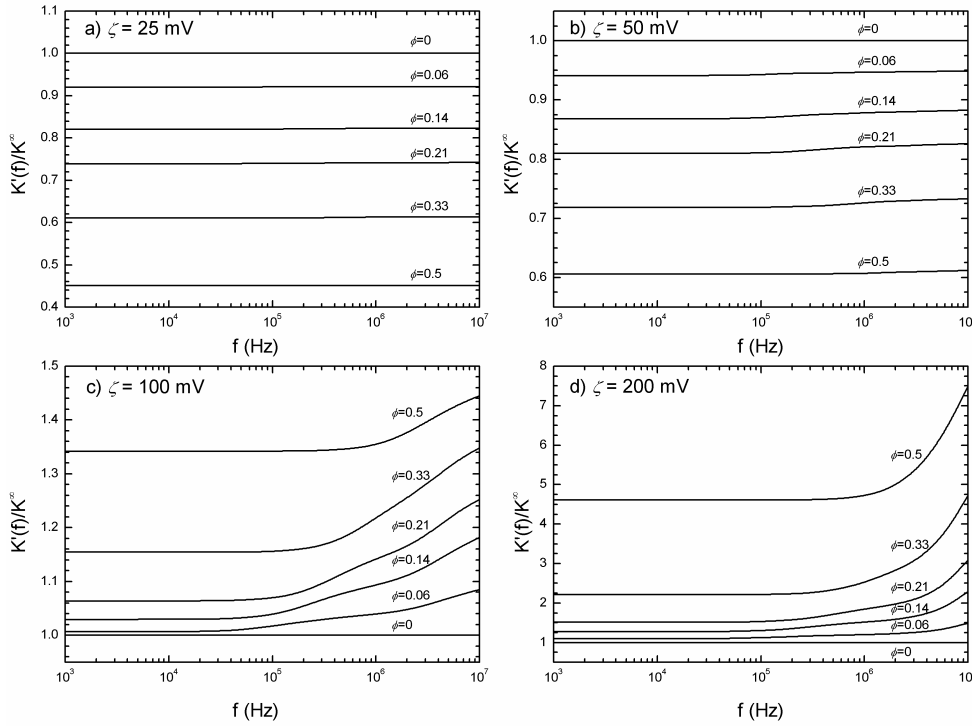 a) ζ = 25 mV
K'(f)/K∞
1.1
1.0
0.9
0.8
0.7
0.6
0.5
0.4
ϕ=0
ϕ=0.06
ϕ=0.14
ϕ=0.21
ϕ=0.33
ϕ=0.5
10³ 10⁴ 10⁵ 10⁶ 10⁷
f (Hz)
b) ζ = 50 mV
K'(f)/K∞
1.0
0.9
0.8
0.7
0.6
ϕ=0
ϕ=0.06
ϕ=0.14
ϕ=0.21
ϕ=0.33
ϕ=0.5
10³ 10⁴ 10⁵ 10⁶ 10
f (Hz)
c) ζ = 100 mV
K'(f)/K∞
1.5
1.4
1.3
1.2
1.1
1.0
ϕ=0.5
ϕ=0.33
ϕ=0.21
ϕ=0.14
ϕ=0.06
ϕ=0
10³ 10⁴ 10⁵ 10⁶ 10⁷
f (Hz)
d) ζ = 200 mV
K'(f)/K∞
8
7
6
5
4
3
2
1
ϕ=0.5
ϕ=0.33
ϕ=0.21
ϕ=0.14
ϕ=0.06
ϕ=0
10³ 10⁴ 10⁵ 10⁶ 10
f (Hz)